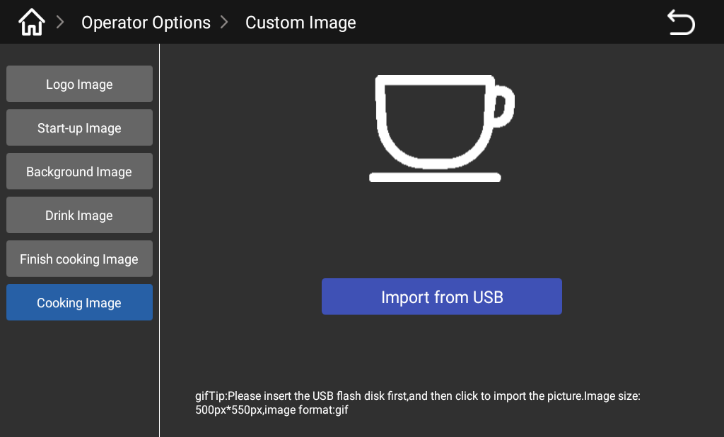 Operator Options
Custom Image
Logo Image
Start-up Image
Background Image
Drink Image
Finish cooking Image
Cooking Image
Import from USB
gifTip:Please insert the USB flash disk first,and then click to import the picture.Image size:
500px*550px,image format:gif